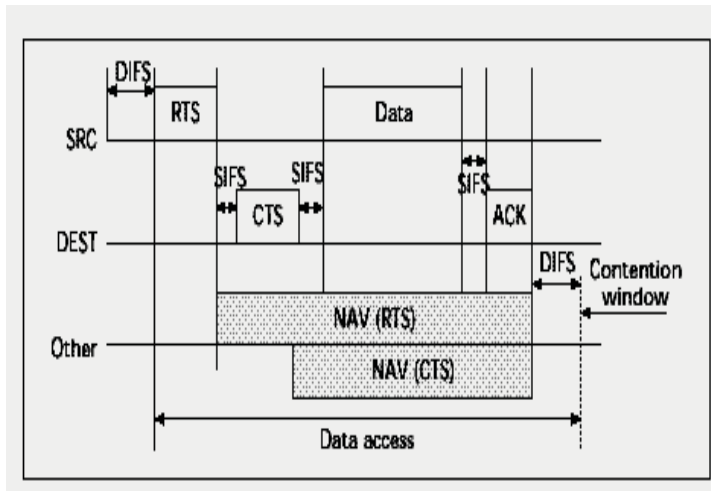 DIFS
RTS
Data
SRC
SIFS
SIFS
SIFS
CTS
ACK
DEST
DIFS
Contention
window
NAV (RTS)
Other
NAV (CTS)
Data access